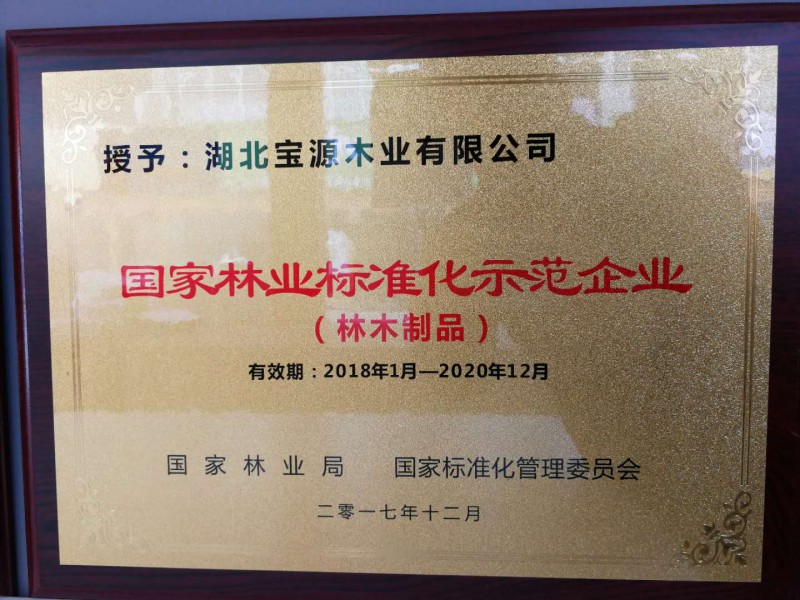 授予：湖北宝源木业有限公司
国家林业标准化示范企业
（林木制品）
有效期：2018年1月—2020年12月
国家林业局 国家标准化管理委员会
二零一七年十二月